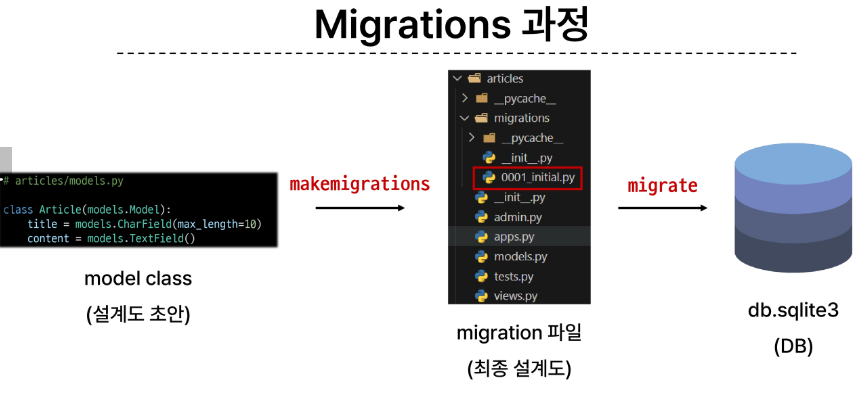 Migrations 과정
# articles/models.py
class Article(models.Model):
title = models.CharField(max_length=10)
content = models.TextField()
model class
(설계도 초안)
makemigrations
articles
__pycache__
migrations
__pycache__
__init__.py
0001_initial.py
__init__.py
admin.py
apps.py
models.py
tests.py
views.py
migration 파일
(최종 설계도)
migrate
db.sqlite3
(DB)